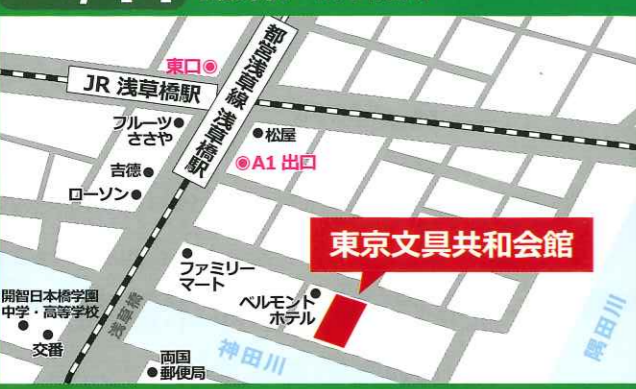 東口
JR 浅草橋駅
都営浅草線 浅草橋駅
フルーツ
ささや
松屋
A1 出口
吉徳
ローソン
東京文具共和会館
ファミリー
マート
ベルモント
ホテル
開智日本橋学園
中学・高等学校
交番
浅草橋
両国
郵便局
神田川
隅田川